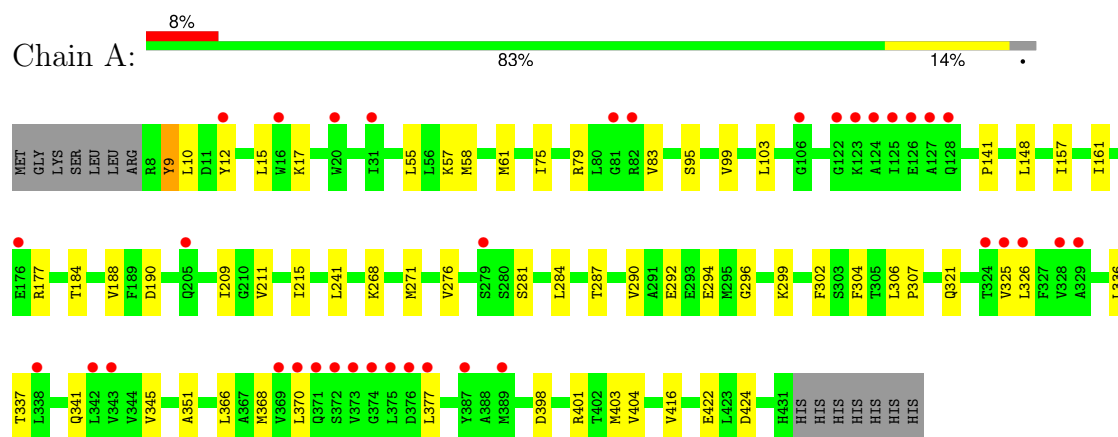 8%
Chain A:
83% 14% •
MET GLY LYS SER LEU LEU ARG R8 Y9 L10 D11 Y12 L15 W16 K17 W20 I31 L55 L56 K57 M58 M61 I75 R79 L80 G81 R82 V83 S95 V99 L103 G106 G122 K123 A124 I125 E126 A127 Q128 P141 L148 I157 I161
E176 R177 T184 V188 F189 D190 Q205 I209 G210 V211 I215 L241 K268 M271 V276 S279 S280 S281 L284 T287 V290 A291 E292 E293 E294 M295 G296 K299 F302 S303 F304 T305 L306 P307 Q321 T324 V325 L326 F327 V328 A329 L336
T337 L338 Q341 L342 V343 V344 V345 A351 L366 A367 M368 V369 L370 Q371 S372 V373 G374 L375 D376 L377 Y387 A388 M389 D398 R401 T402 M403 V404 V416 E422 L423 D424 H431 HIS HIS HIS HIS HIS HIS HIS